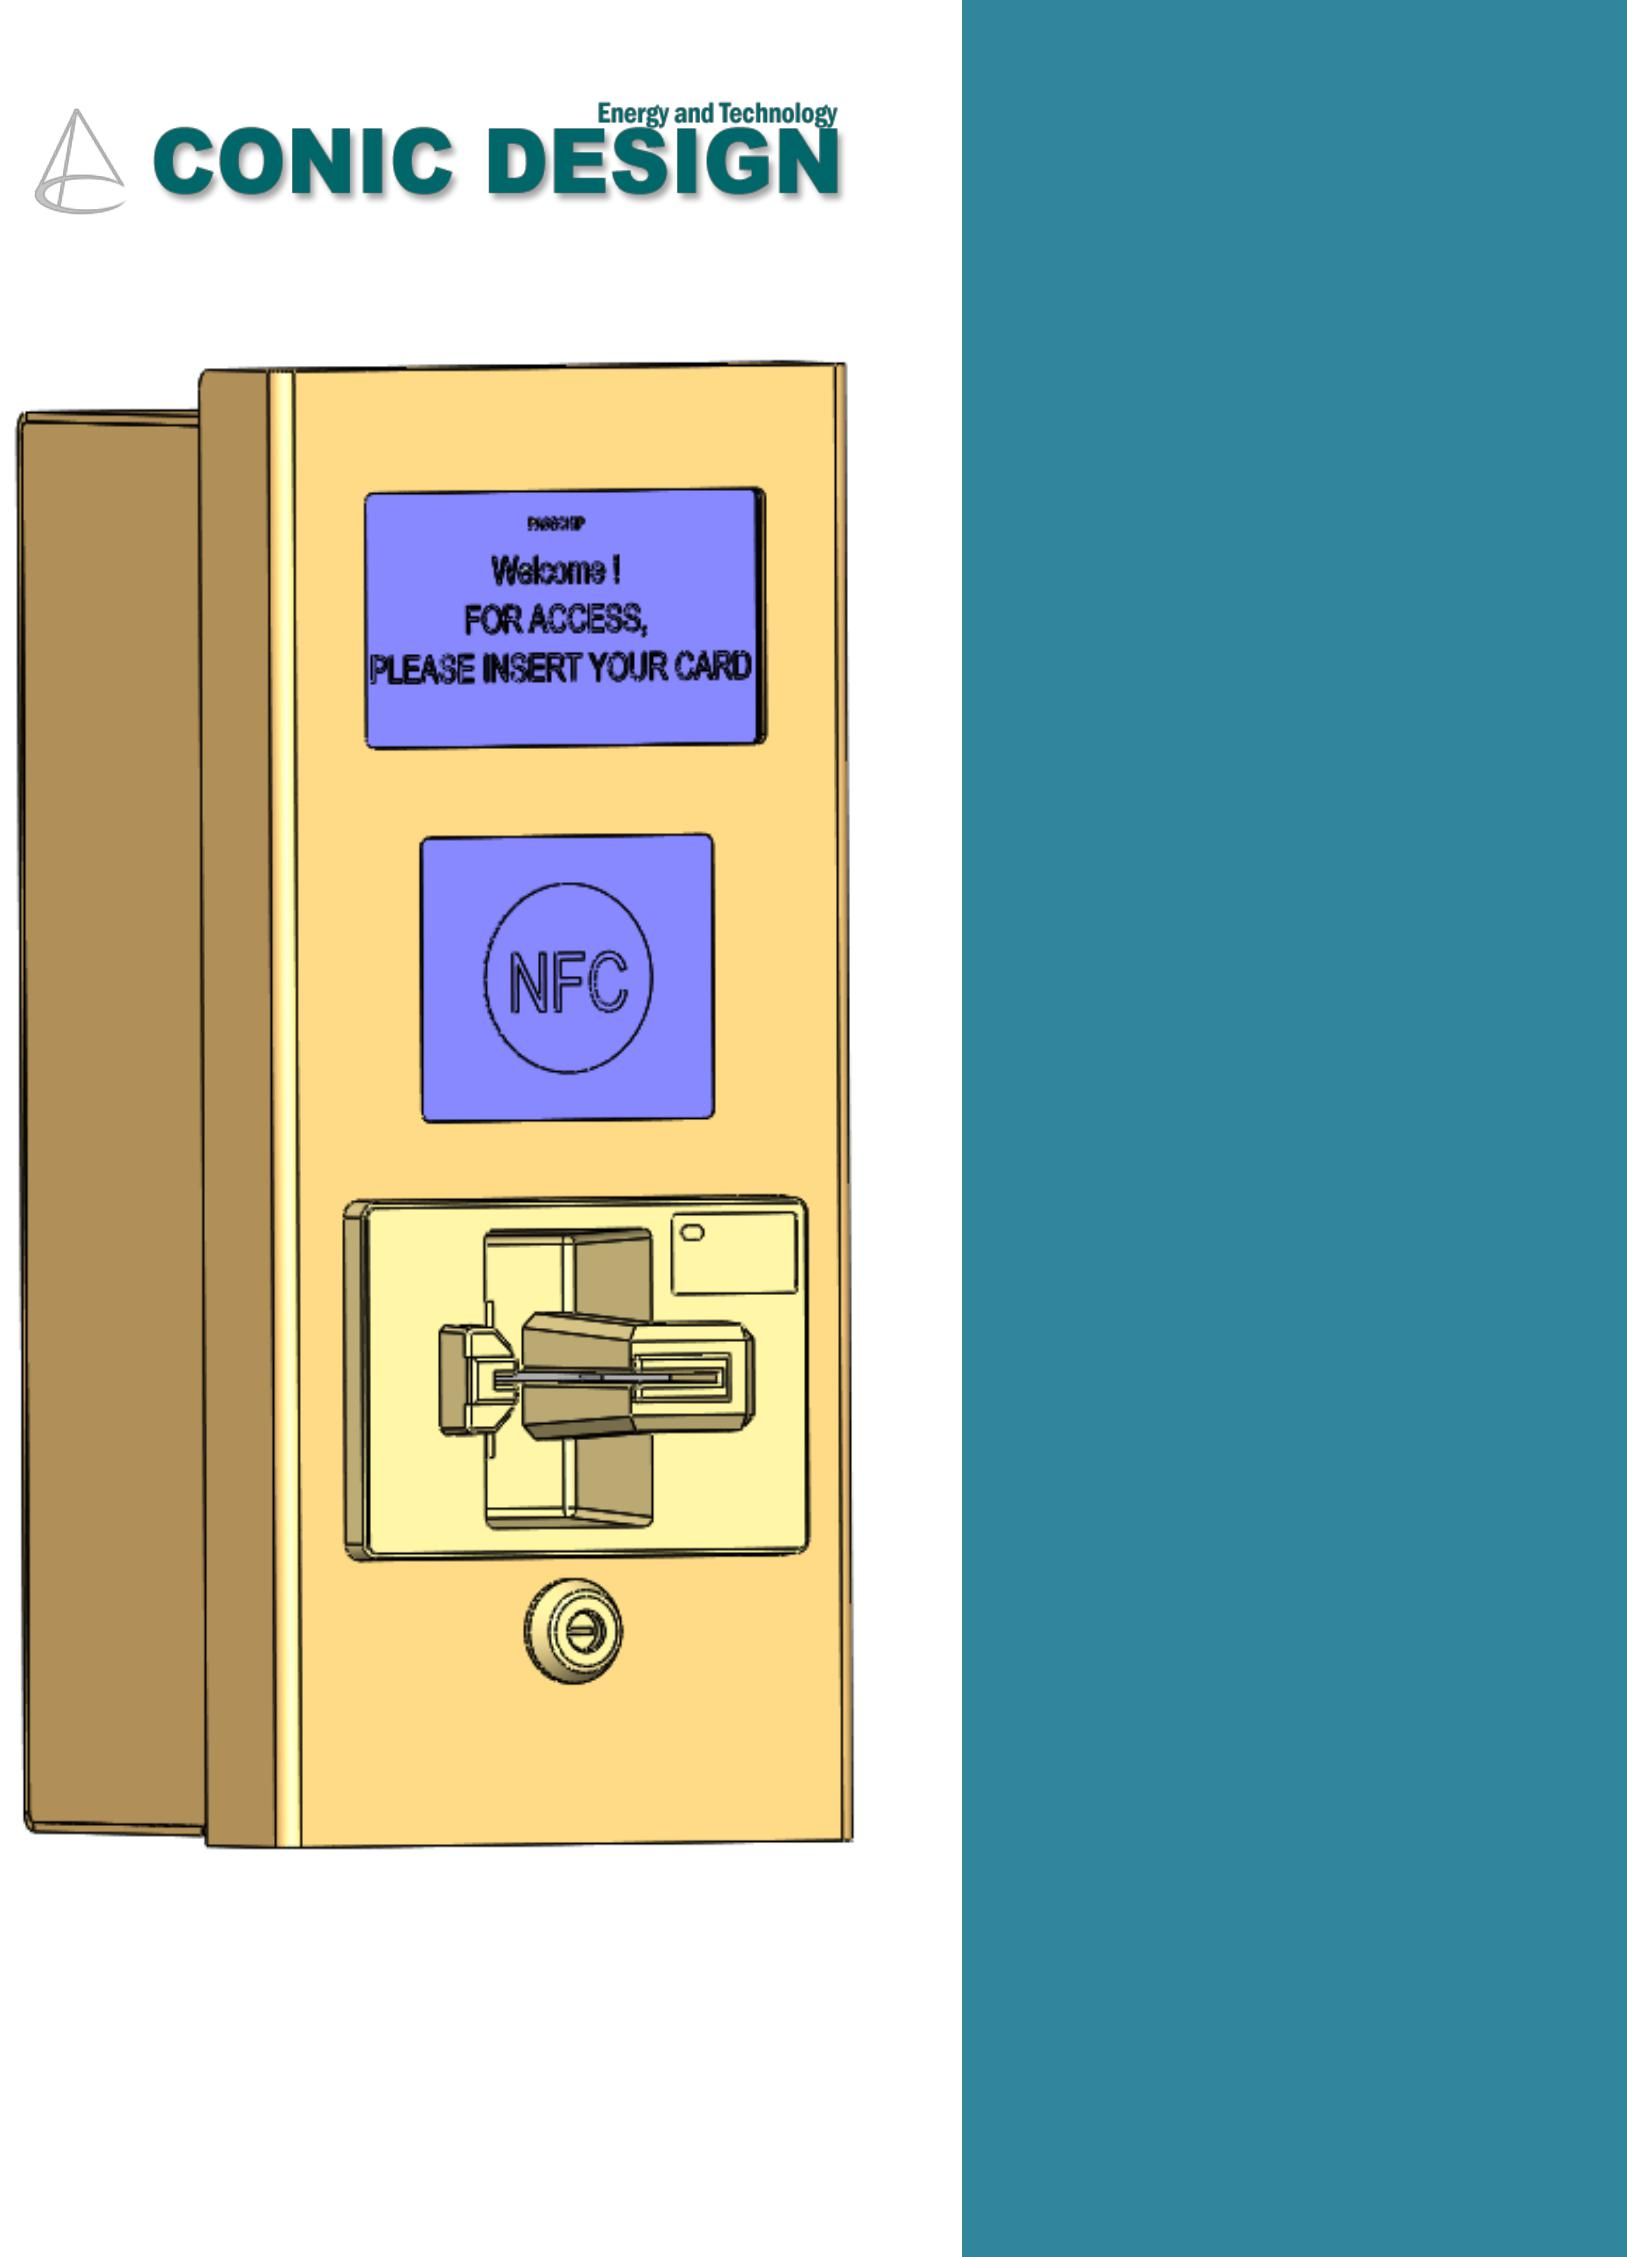 Energy and Technology
CONIC DESIGN
Welcome !
FOR ACCESS,
PLEASE INSERT YOUR CARD
NFC